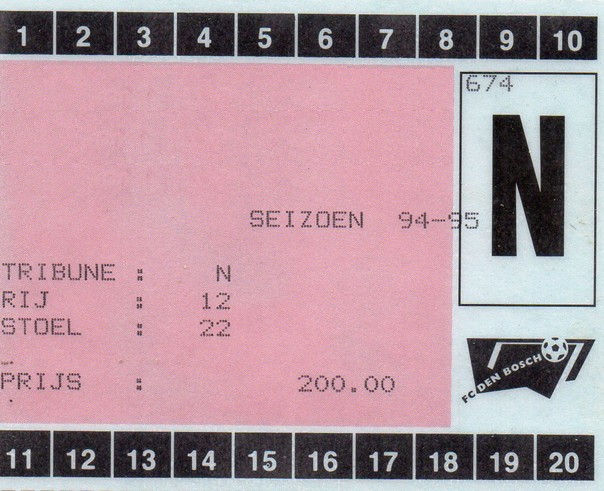 1 2 3 4 5 6 7 8 9 10
674
N
SEIZOEN 94-95
TRIBUNE : N
RIJ : 12
STOEL : 22
PRIJS : 200.00
FC DEN BOSCH
11 12 13 14 15 16 17 18 19 20